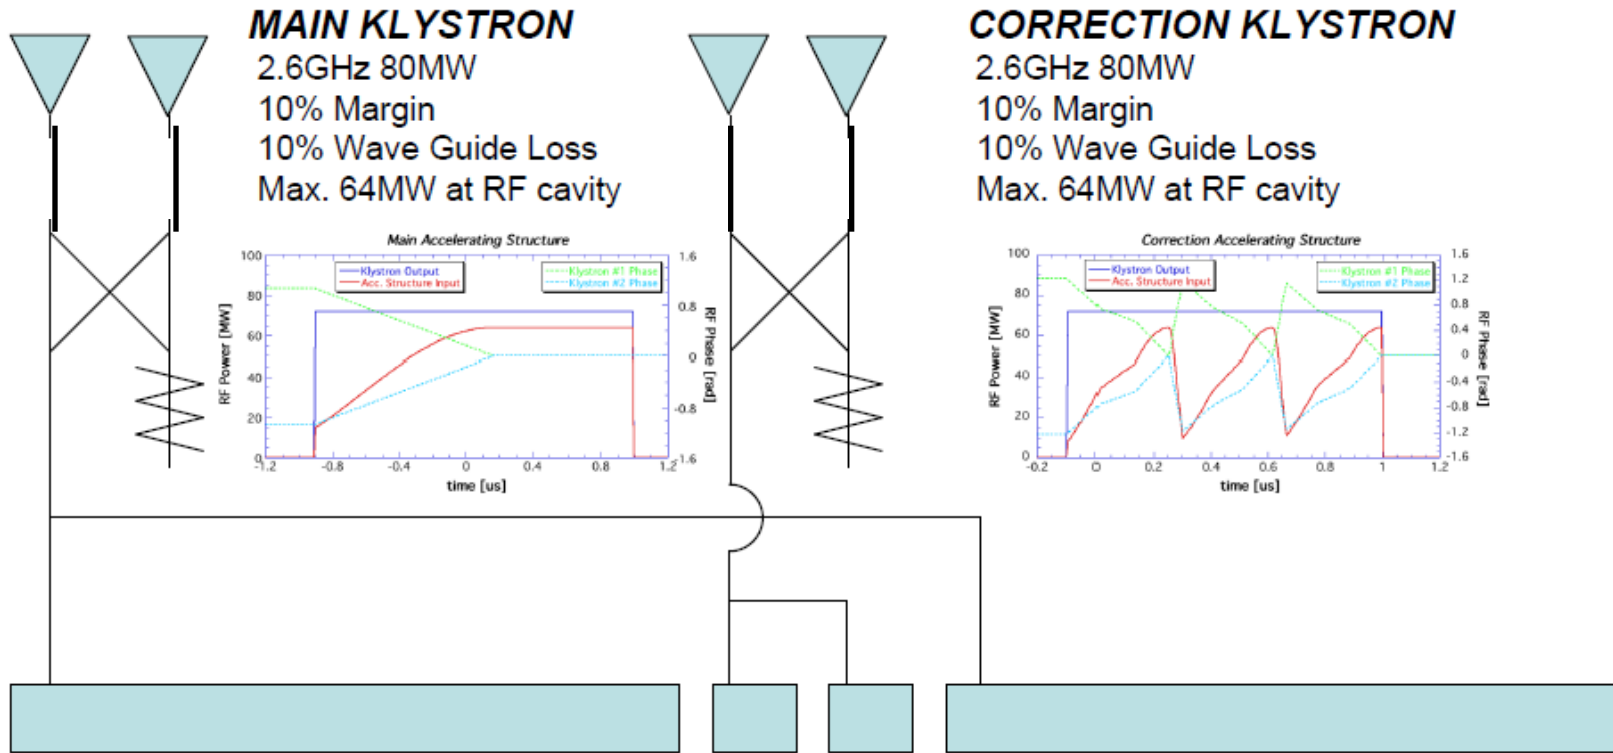 MAIN KLYSTRON
2.6GHz 80MW
10% Margin
10% Wave Guide Loss
Max. 64MW at RF cavity
Main Accelerating Structure
Klystron Output
Acc. Structure Input
Klystron #1 Phase
Klystron #2 Phase
RF Power [MW]
100
80
60
40
20
0
1.6
0.8
0
-0.8
-1.6
RF Phase [rad]
-1.2
-0.8
-0.4
0
0.4
0.8
1.2
time [us]
CORRECTION KLYSTRON
2.6GHz 80MW
10% Margin
10% Wave Guide Loss
Max. 64MW at RF cavity
Correction Accelerating Structure
Klystron Output
Acc. Structure Input
Klystron #1 Phase
Klystron #2 Phase
RF Power [MW]
100
80
60
40
20
0
1.6
1.2
0.8
0.4
0
-0.4
-0.8
-1.2
-1.6
RF Phase [rad]
-0.2
0
0.2
0.4
0.6
0.8
1
1.2
time [us]